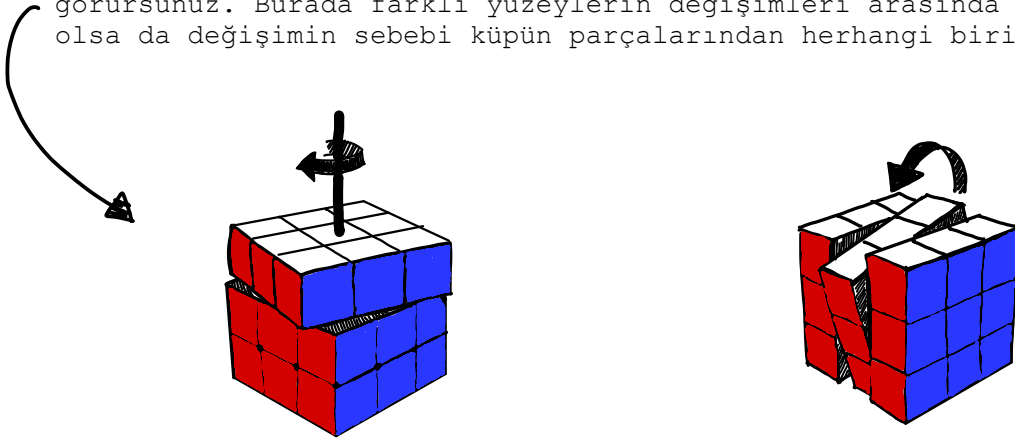 görürsünüz. Burada farklı yüzeylerin değişimleri arasında
olsa da değişimin sebebi küpün parçalarından herhangi biri